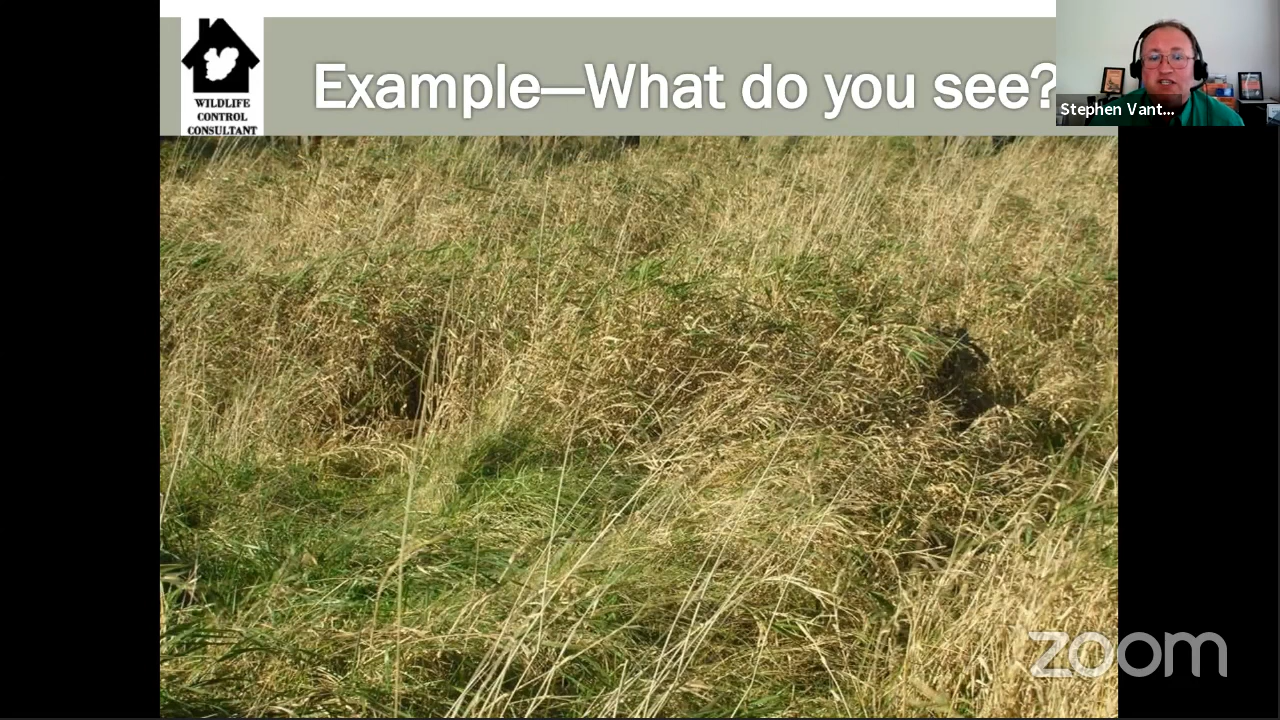 Example—What do you see?
WILDLIFE
CONTROL
CONSULTANT
Stephen Vant...
zoom